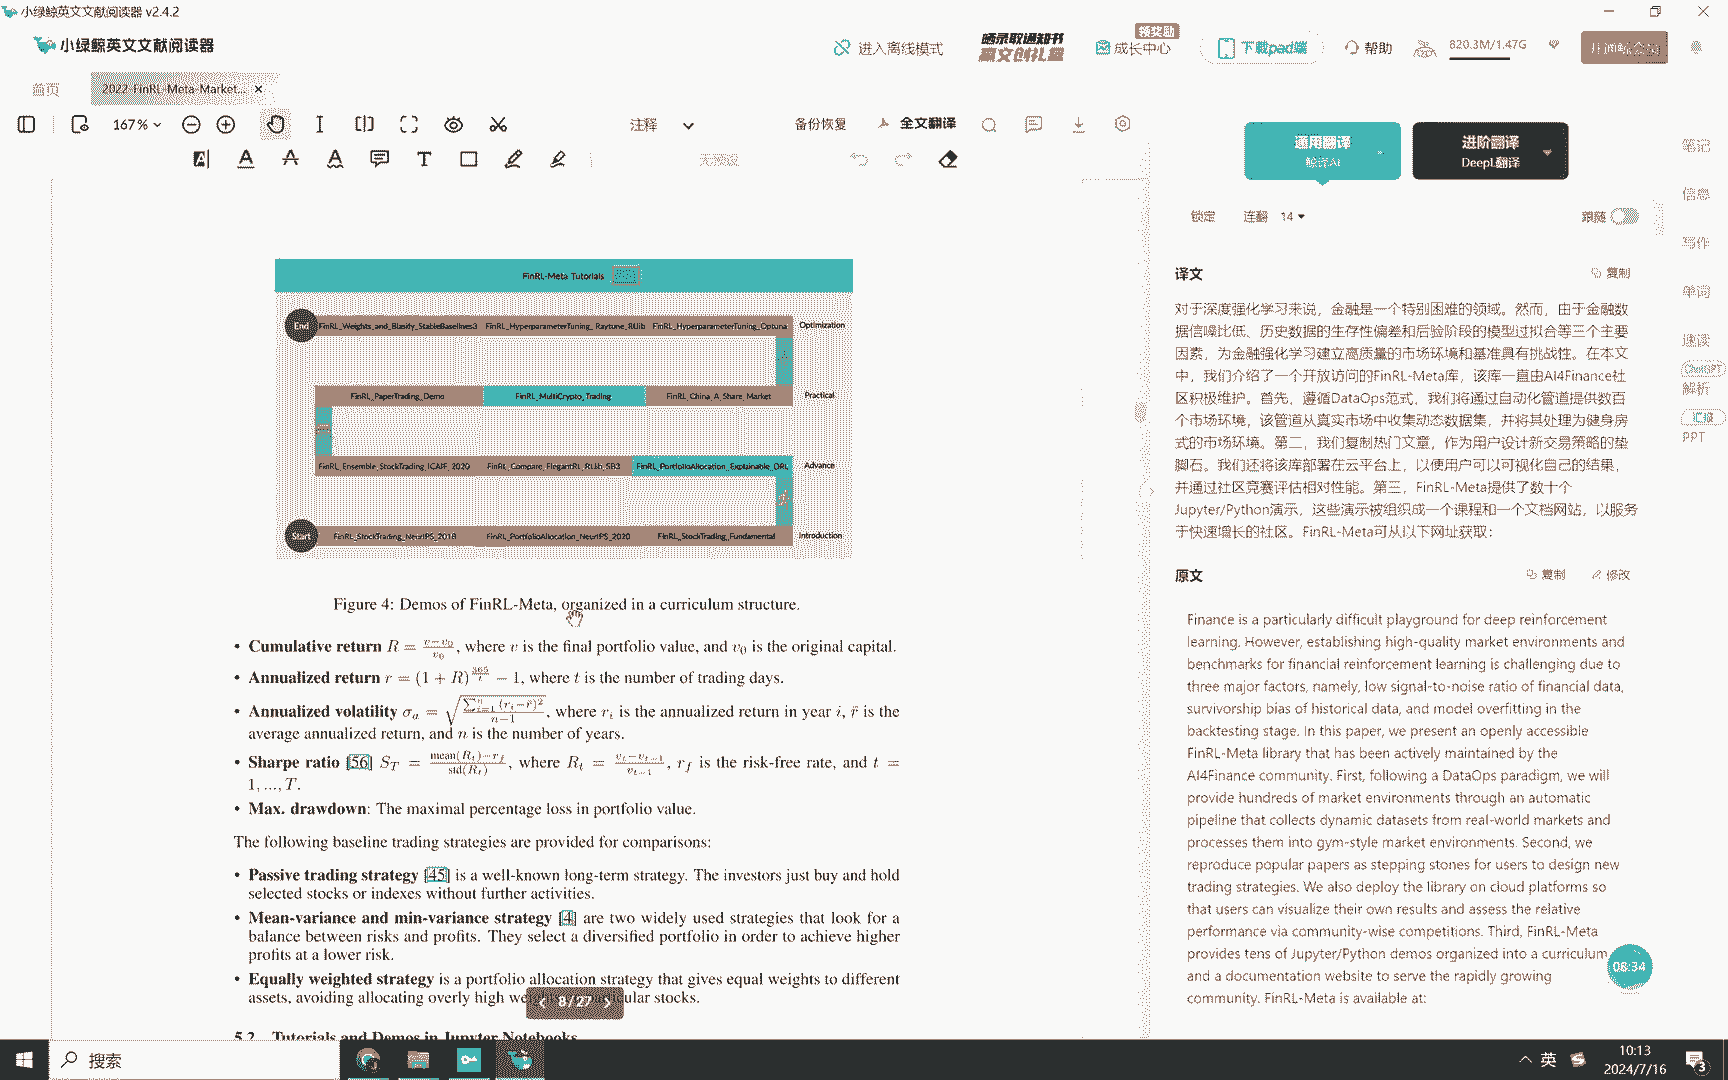 小绿鲸英文文献阅读器 v2.4.2
小绿鲸英文文献阅读器
进入离线模式
晒录取通知书
赢文创礼盒
成长中心
领奖励
下载pad端
帮助
820.3M/1.47G
首页
2022-FinRL-Meta-Market...
167%
注释
备份恢复
全文翻译
无预设
通用翻译
进阶翻译
DeepL翻译
锁定
连翻
14
跟随
笔记
信息
写作
单词
速读
ChatGPT
解析
汇报
PPT
FinRL-Meta Tutorials
End
FinRL_HyperparameterTuning_Raytune_RLlib
FinRL_HyperparameterTuning_Optuna
Optimization
FinRL_PaperTrading_Demo
FinRL_MultiCrypto_Trading
FinRL_China_A_Share_Market
Practical
FinRL_Ensemble_StockTrading_ICAIF_2020
FinRL_Compare_ElegantRL_RLlib_SB3
FinRL_PortfolioAllocation_Explainable_DRL
Advance
Start
FinRL_StockTrading_NeurIPS_2018
FinRL_PortfolioAllocation_NeurIPS_2020
FinRL_StockTrading_Fundamental
Introduction
Figure 4: Demos of FinRL-Meta, organized in a curriculum structure.
• Cumulative return R = (v−v₀)/v₀, where v is the final portfolio value, and v₀ is the original capital.
• Annualized return r = (1 + R)^(365/t) − 1, where t is the number of trading days.
• Annualized volatility σₐ = √(∑ⁿᵢ₌₁(rᵢ−r̄)²/(n−1)), where rᵢ is the annualized return in year i, r̄ is the
average annualized return, and n is the number of years.
• Sharpe ratio [56] S_T = (mean(R_t)−r_f)/std(R_t), where R_t = (v_t−v_{t−1})/v_{t−1}, r_f is the risk-free rate, and t =
1, ..., T.
• Max. drawdown: The maximal percentage loss in portfolio value.
The following baseline trading strategies are provided for comparisons:
• Passive trading strategy [45] is a well-known long-term strategy. The investors just buy and hold
selected stocks or indexes without further activities.
• Mean-variance and min-variance strategy [4] are two widely used strategies that look for a
balance between risks and profits. They select a diversified portfolio in order to achieve higher
profits at a lower risk.
• Equally weighted strategy is a portfolio allocation strategy that gives equal weights to different
assets, avoiding allocating overly high we ular stocks.
8/27
5.2 Tutorials and Demos in Jupyter Notebooks
译文
复制
对于深度强化学习来说，金融是一个特别困难的领域。然而，由于金融数
据信噪比低、历史数据的生存性偏差和后验阶段的模型过拟合等三个主要
因素，为金融强化学习建立高质量的市场环境和基准具有挑战性。在本文
中，我们介绍了一个开放访问的FinRL-Meta库，该库一直由AI4Finance社
区积极维护。首先，遵循DataOps范式，我们将通过自动化管道提供数百
个市场环境，该管道从真实市场中收集动态数据集，并将其处理为健身房
式的市场环境。第二，我们复制热门文章，作为用户设计新交易策略的垫
脚石。我们还将该库部署在云平台上，以使用户可以可视化自己的结果，
并通过社区竞赛评估相对性能。第三，FinRL-Meta提供了数十个
Jupyter/Python演示，这些演示被组织成一个课程和一个文档网站，以服务
于快速增长的社区。FinRL-Meta可从以下网址获取：
原文
复制
修改
Finance is a particularly difficult playground for deep reinforcement
learning. However, establishing high-quality market environments and
benchmarks for financial reinforcement learning is challenging due to
three major factors, namely, low signal-to-noise ratio of financial data,
survivorship bias of historical data, and model overfitting in the
backtesting stage. In this paper, we present an openly accessible
FinRL-Meta library that has been actively maintained by the
AI4Finance community. First, following a DataOps paradigm, we will
provide hundreds of market environments through an automatic
pipeline that collects dynamic datasets from real-world markets and
processes them into gym-style market environments. Second, we
reproduce popular papers as stepping stones for users to design new
trading strategies. We also deploy the library on cloud platforms so
that users can visualize their own results and assess the relative
performance via community-wise competitions. Third, FinRL-Meta
provides tens of Jupyter/Python demos organized into a curriculum
and a documentation website to serve the rapidly growing
community. FinRL-Meta is available at:
08:34
搜索
英
10:13
2024/7/16
3